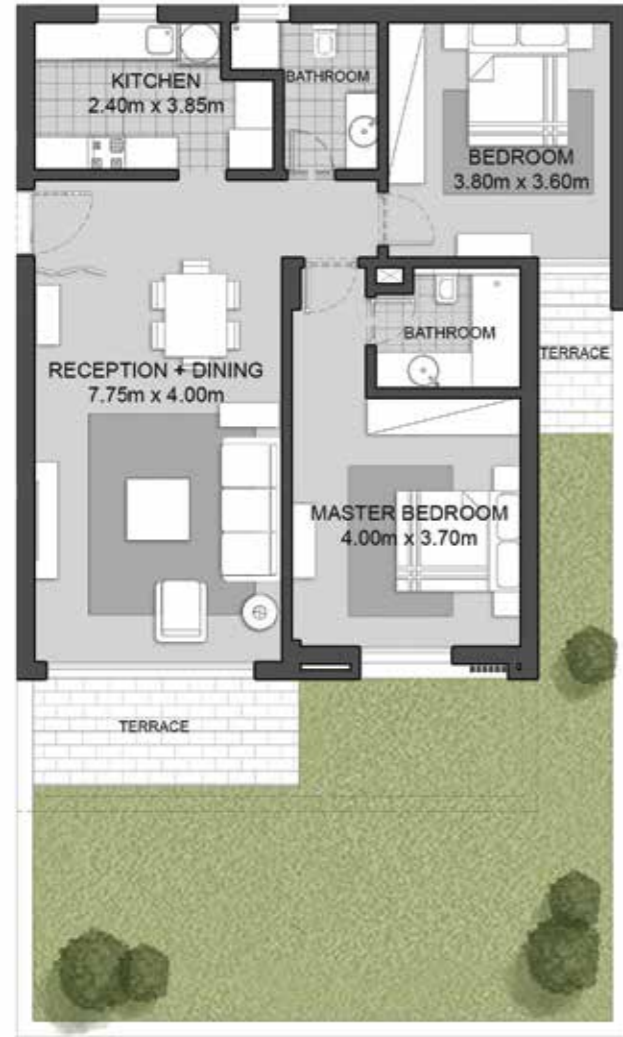 KITCHEN
2.40m x 3.85m
BATHROOM
BEDROOM
3.80m x 3.60m
BATHROOM
TERRACE
RECEPTION + DINING
7.75m x 4.00m
MASTER BEDROOM
4.00m x 3.70m
TERRACE